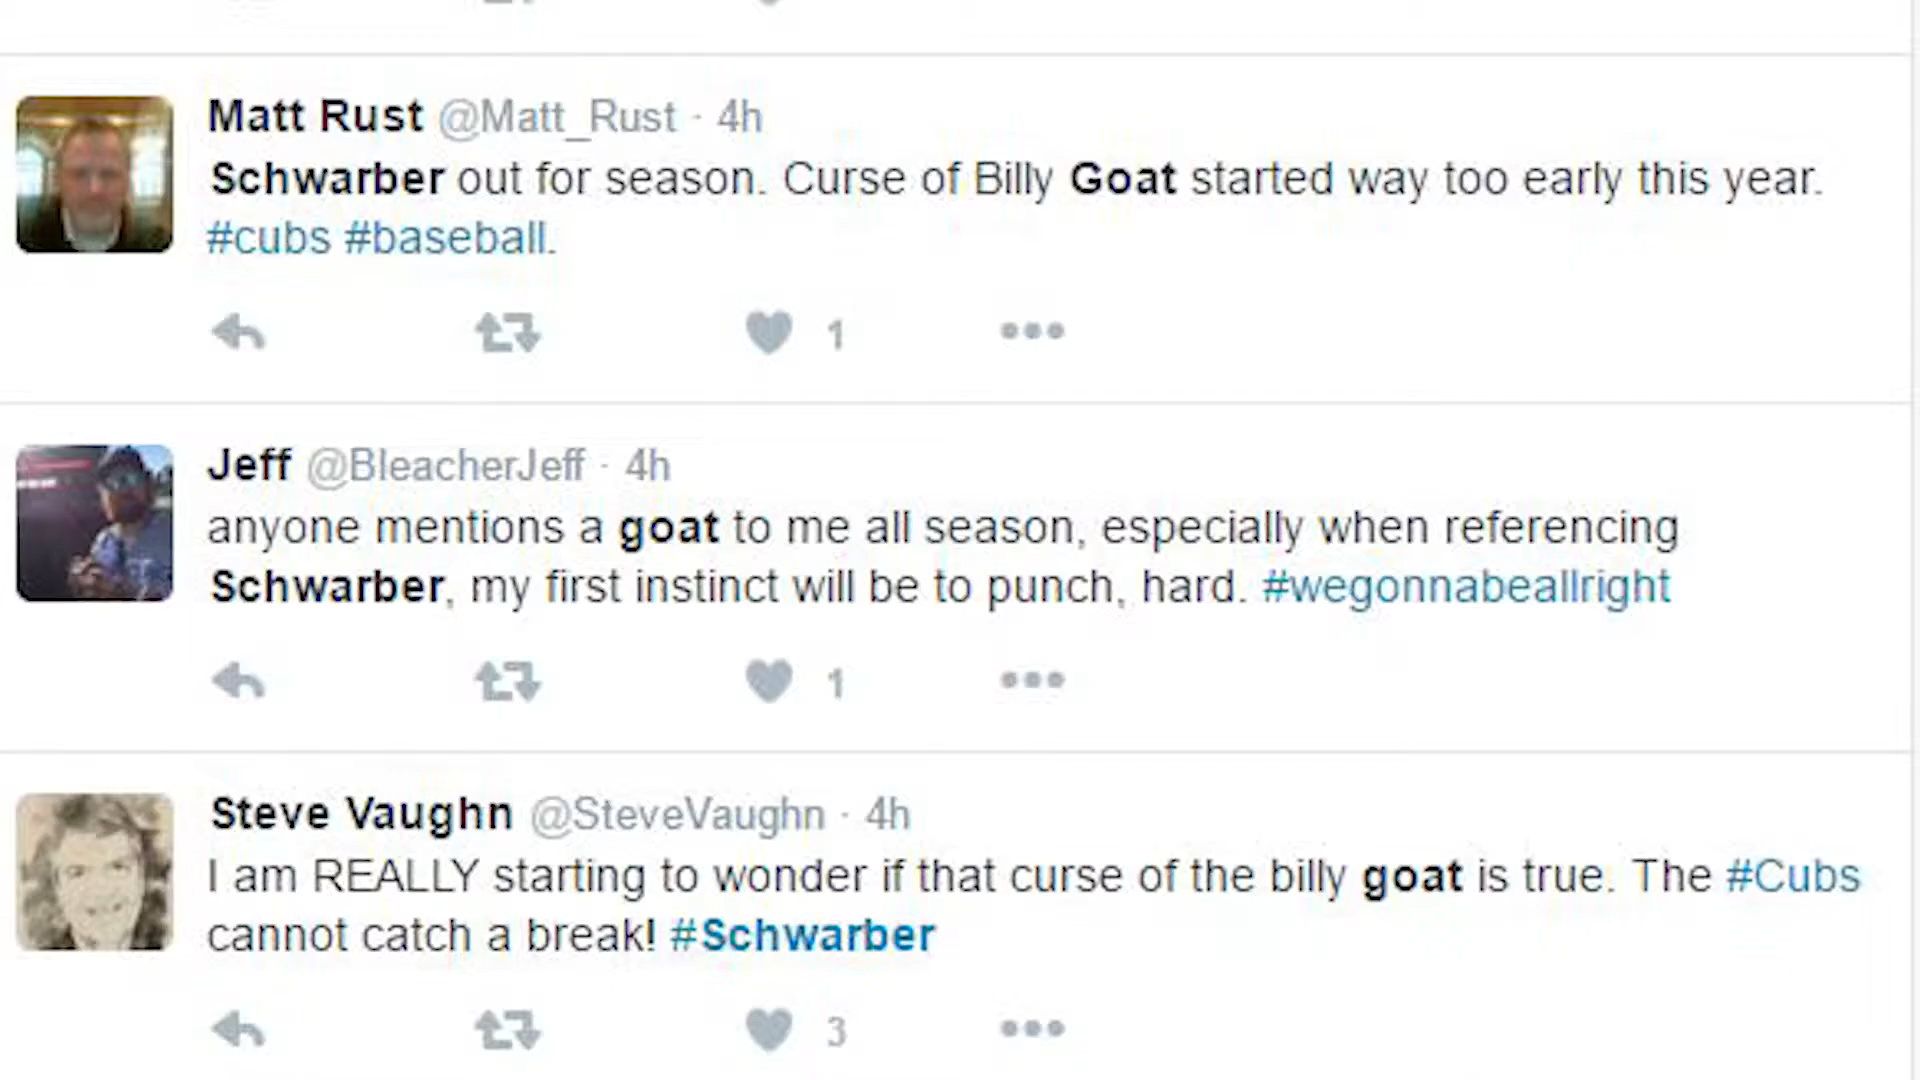 Matt Rust @Matt_Rust · 4h
Schwarber out for season. Curse of Billy Goat started way too early this year.
#cubs #baseball.
1
Jeff @BleacherJeff · 4h
anyone mentions a goat to me all season, especially when referencing
Schwarber, my first instinct will be to punch, hard. #wegonnabeallright
1
Steve Vaughn @SteveVaughn · 4h
I am REALLY starting to wonder if that curse of the billy goat is true. The #Cubs
cannot catch a break! #Schwarber
3